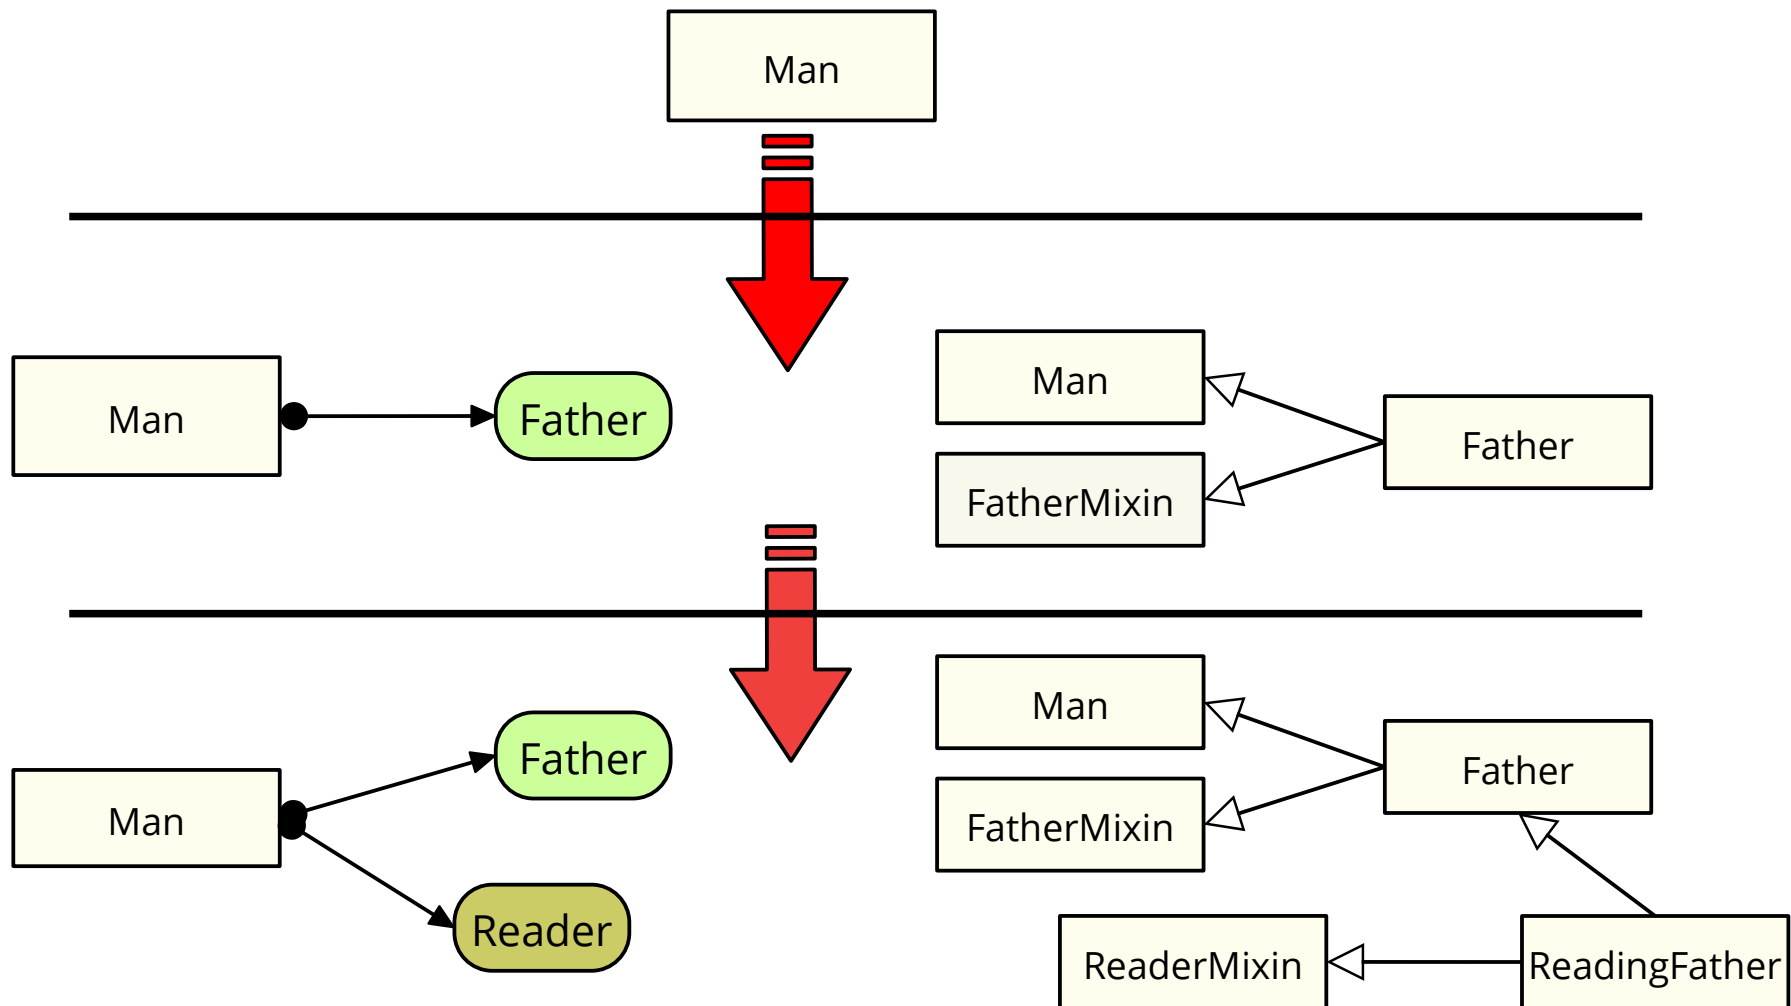 Man
Man
Father
Man
FatherMixin
Father
Man
Father
Reader
Man
FatherMixin
Father
ReaderMixin
ReadingFather